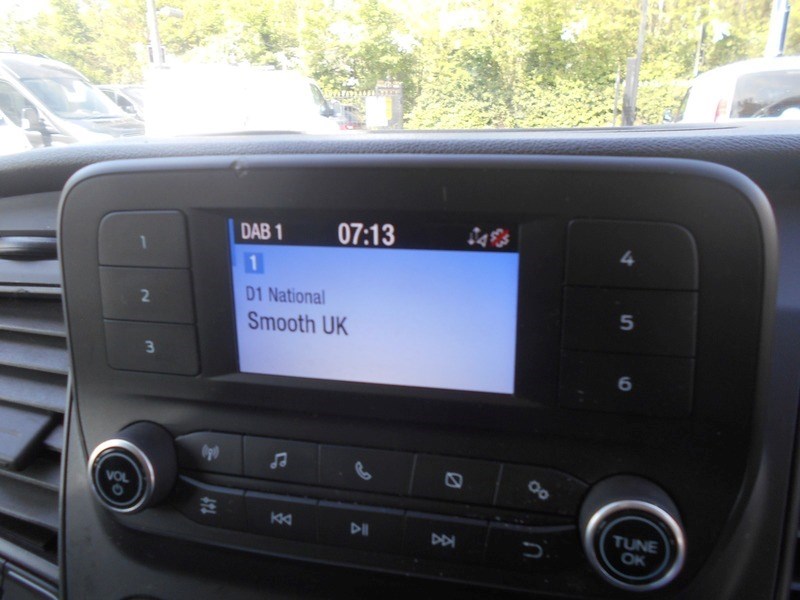 DAB 1 07:13
1
D1 National
Smooth UK
1
2
3
4
5
6
VOL
TUNE
OK